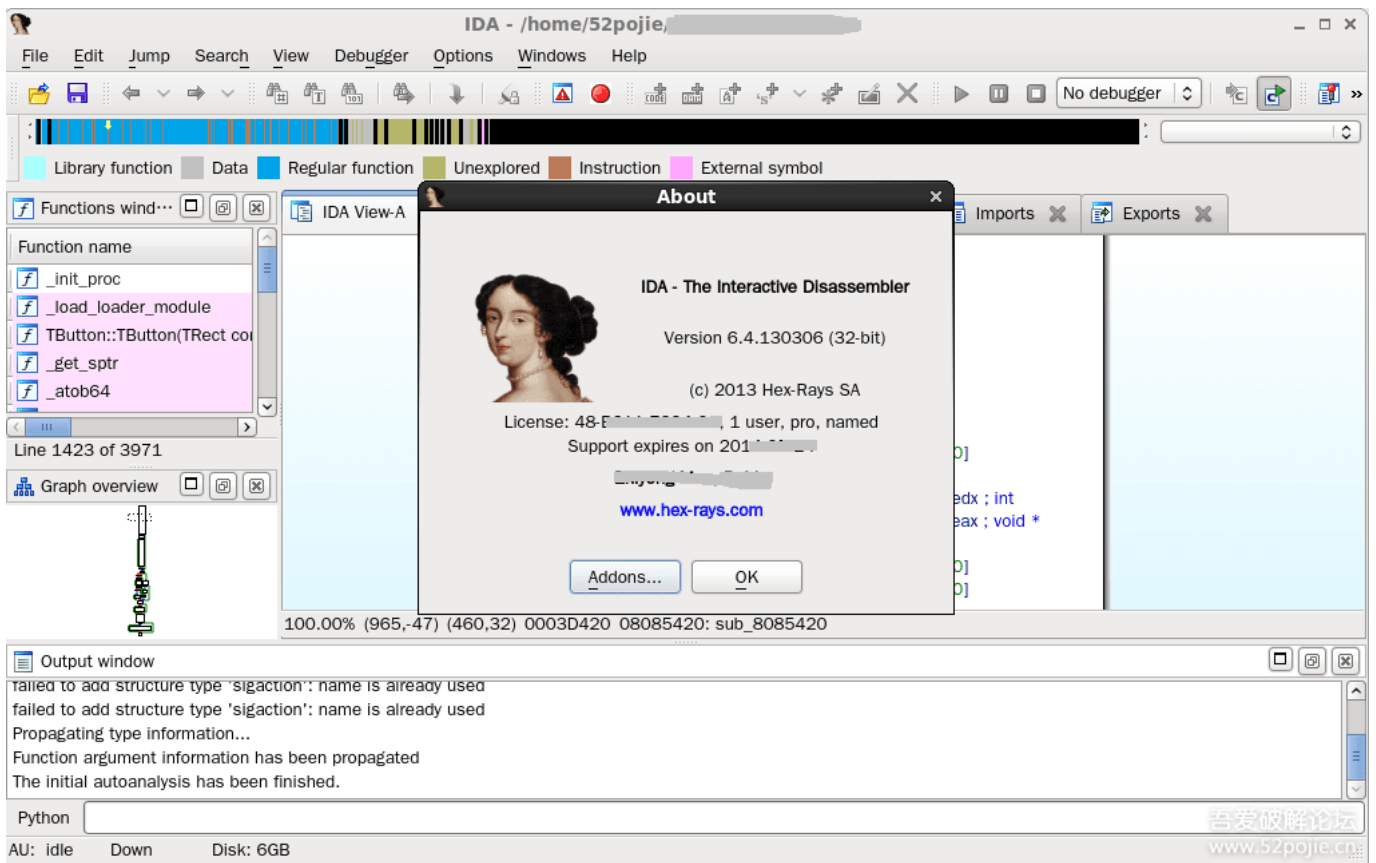 IDA - /home/52pojie/
File Edit Jump Search View Debugger Options Windows Help
No debugger
Library function Data Regular function Unexplored Instruction External symbol
Functions wind···
IDA View-A
Imports
Exports
Function name
_init_proc
_load_loader_module
TButton::TButton(TRect co
_get_sptr
_atob64
Line 1423 of 3971
Graph overview
About
IDA - The Interactive Disassembler
Version 6.4.130306 (32-bit)
(c) 2013 Hex-Rays SA
License: 48- , 1 user, pro, named
Support expires on 201
www.hex-rays.com
Addons...
OK
0]
edx ; int
eax ; void *
0]
0]
100.00% (965,-47) (460,32) 0003D420 08085420: sub_8085420
Output window
failed to add structure type 'sigaction': name is already used
failed to add structure type 'sigaction': name is already used
Propagating type information...
Function argument information has been propagated
The initial autoanalysis has been finished.
Python
AU: idle Down Disk: 6GB
吾爱破解论坛
www.52pojie.cn